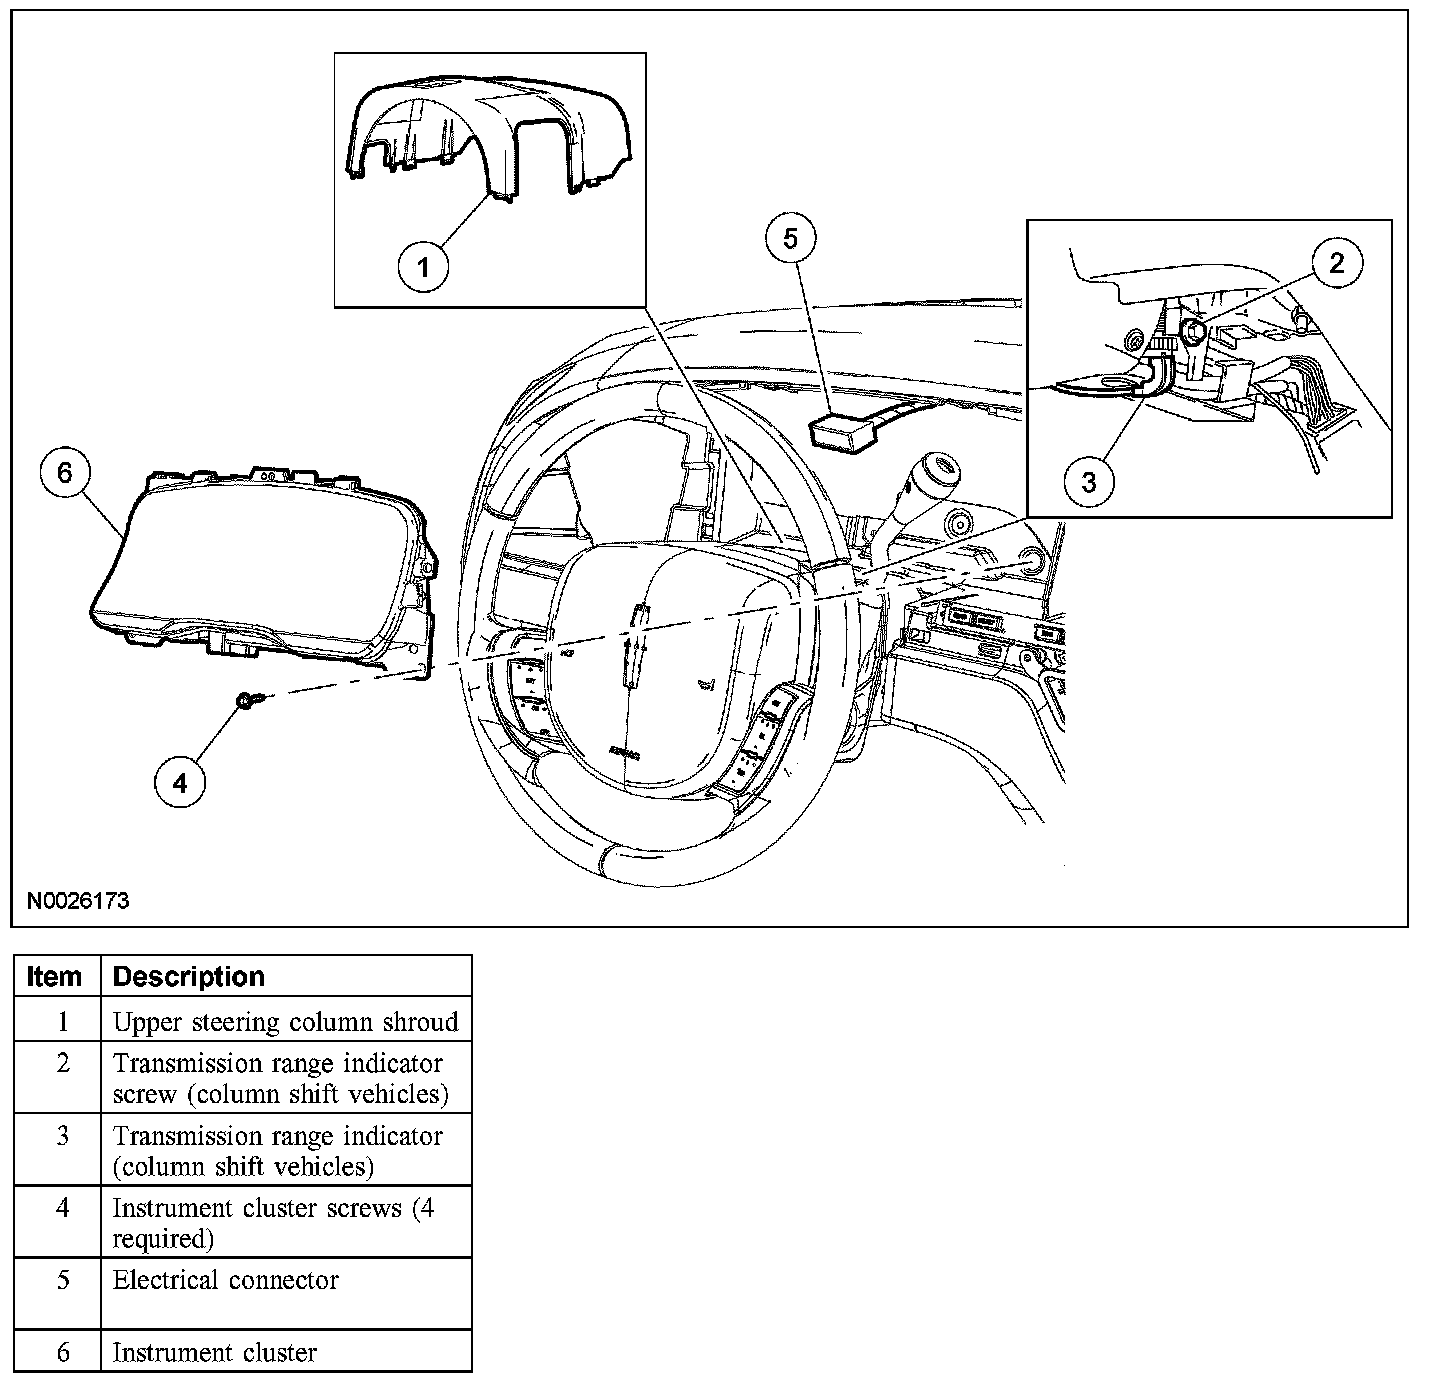 1
5
2
3
6
4
N0026173
Item Description
1 Upper steering column shroud
2 Transmission range indicator
screw (column shift vehicles)
3 Transmission range indicator
(column shift vehicles)
4 Instrument cluster screws (4
required)
5 Electrical connector
6 Instrument cluster